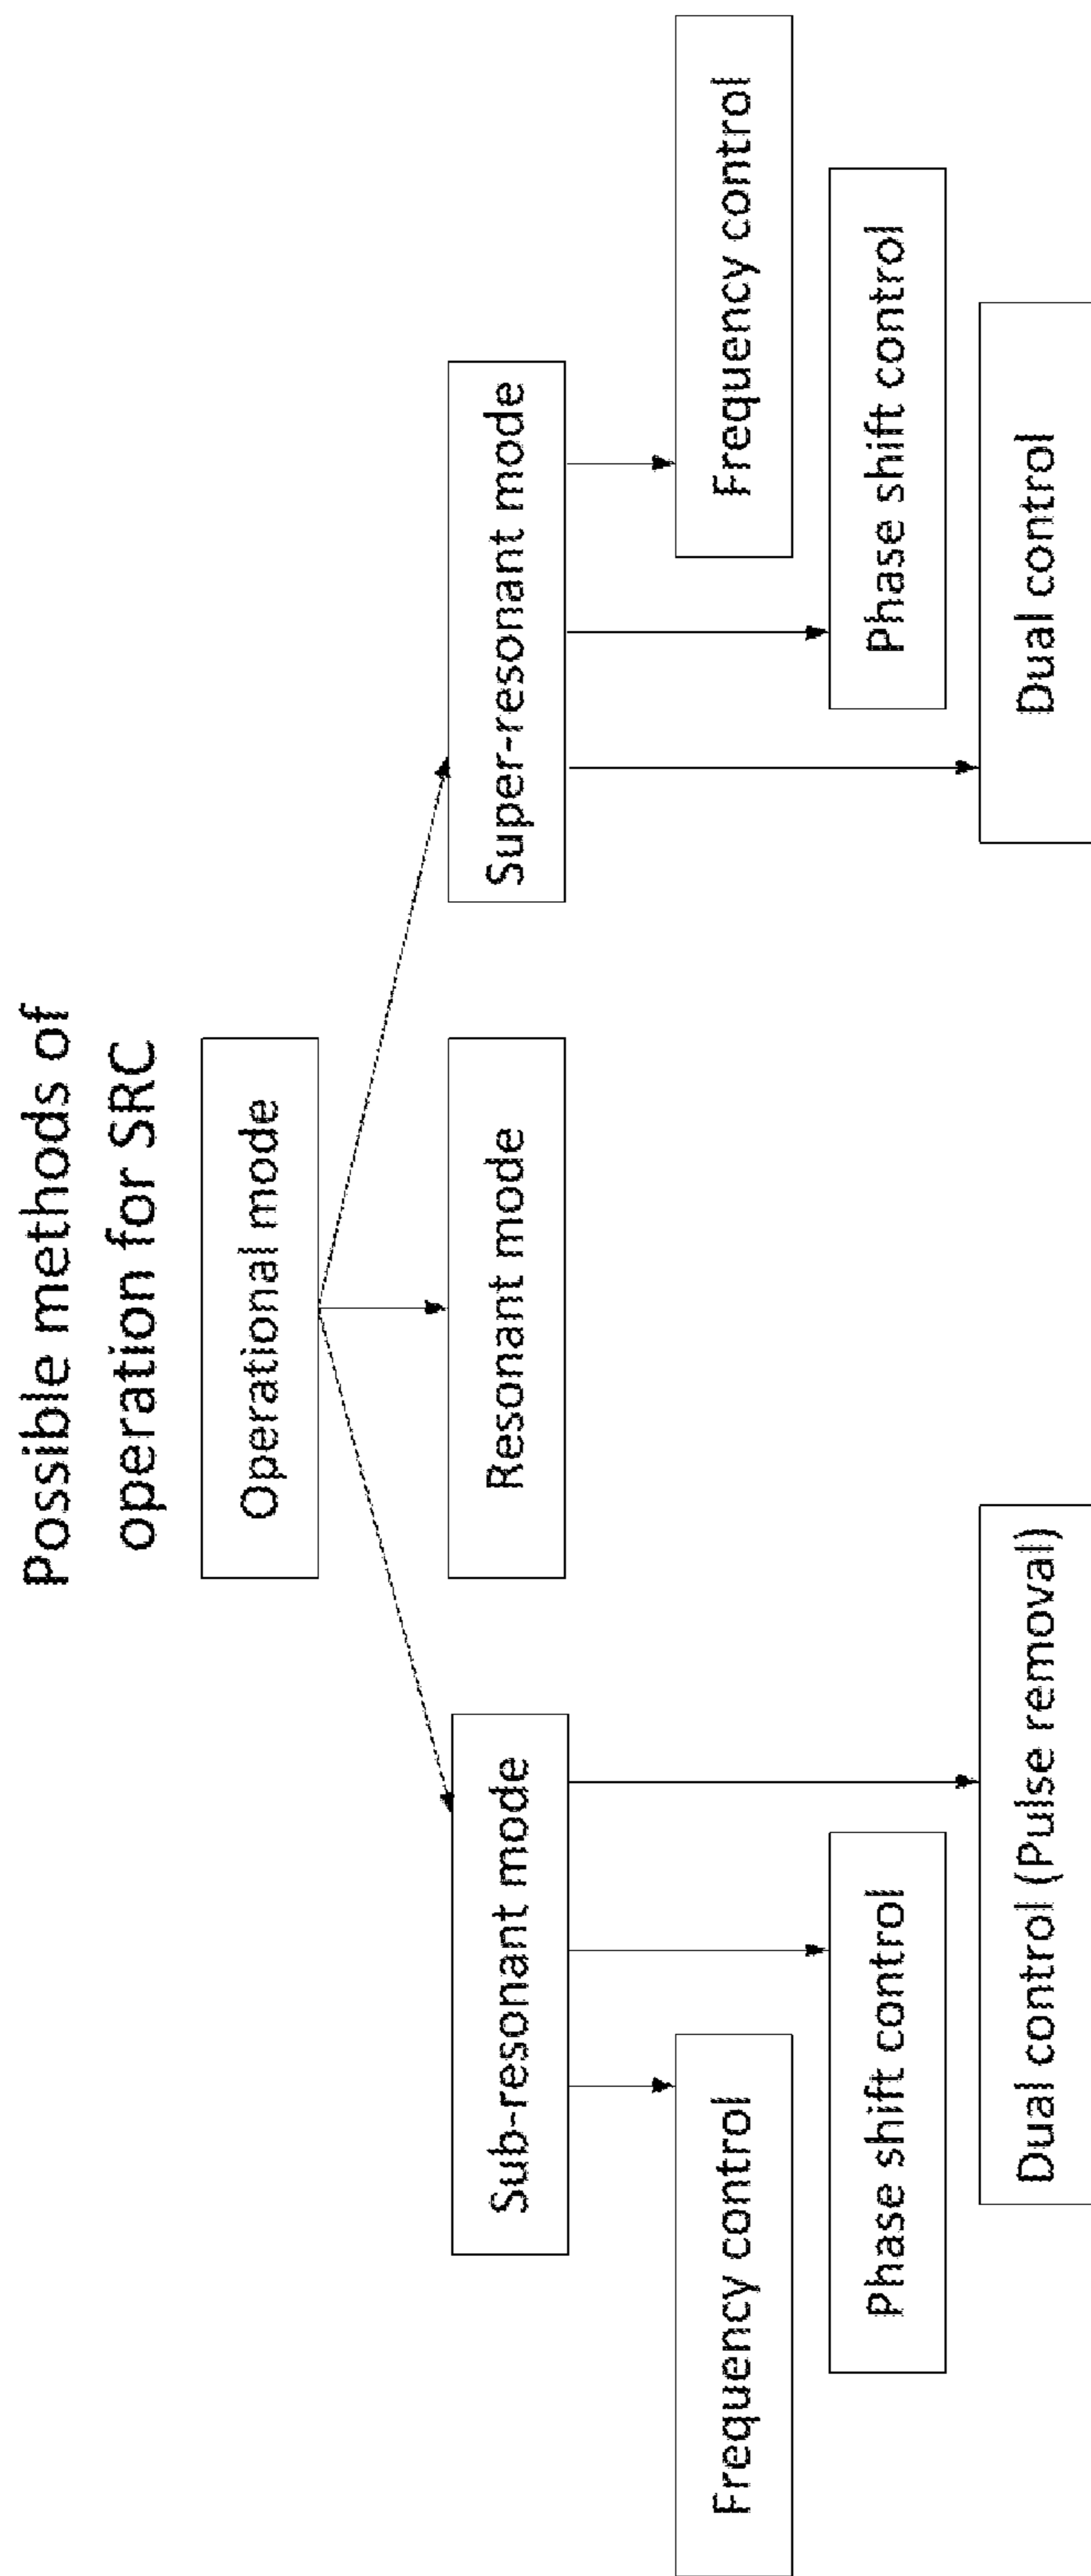 Possible methods of
operation for SRC
Operational mode
Sub-resonant mode
Resonant mode
Super-resonant mode
Frequency control
Phase shift control
Dual control (Pulse removal)
Frequency control
Phase shift control
Dual control